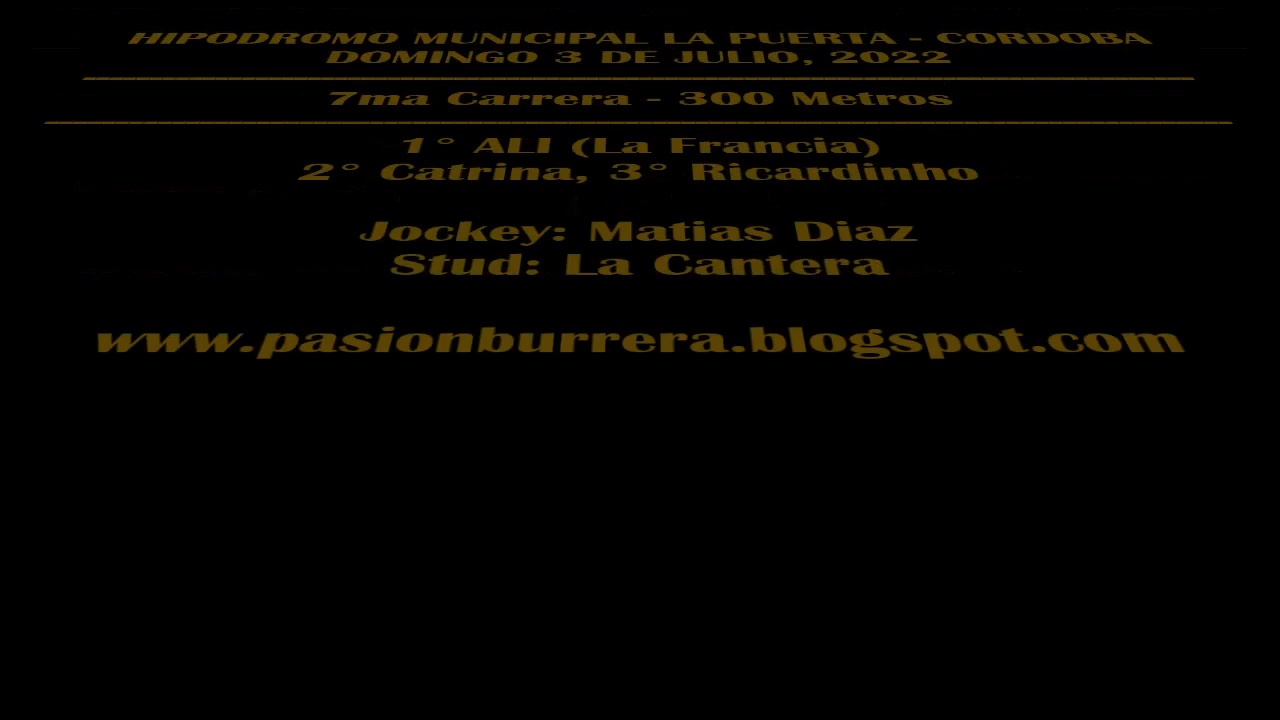 HIPODROMO MUNICIPAL LA PUERTA - CORDOBA
DOMINGO 3 DE JULIO, 2022
7ma Carrera - 300 Metros
1° ALI (La Francia)
2° Catrina, 3° Ricardinho
Jockey: Matias Diaz
Stud: La Cantera
www.pasionburrera.blogspot.com